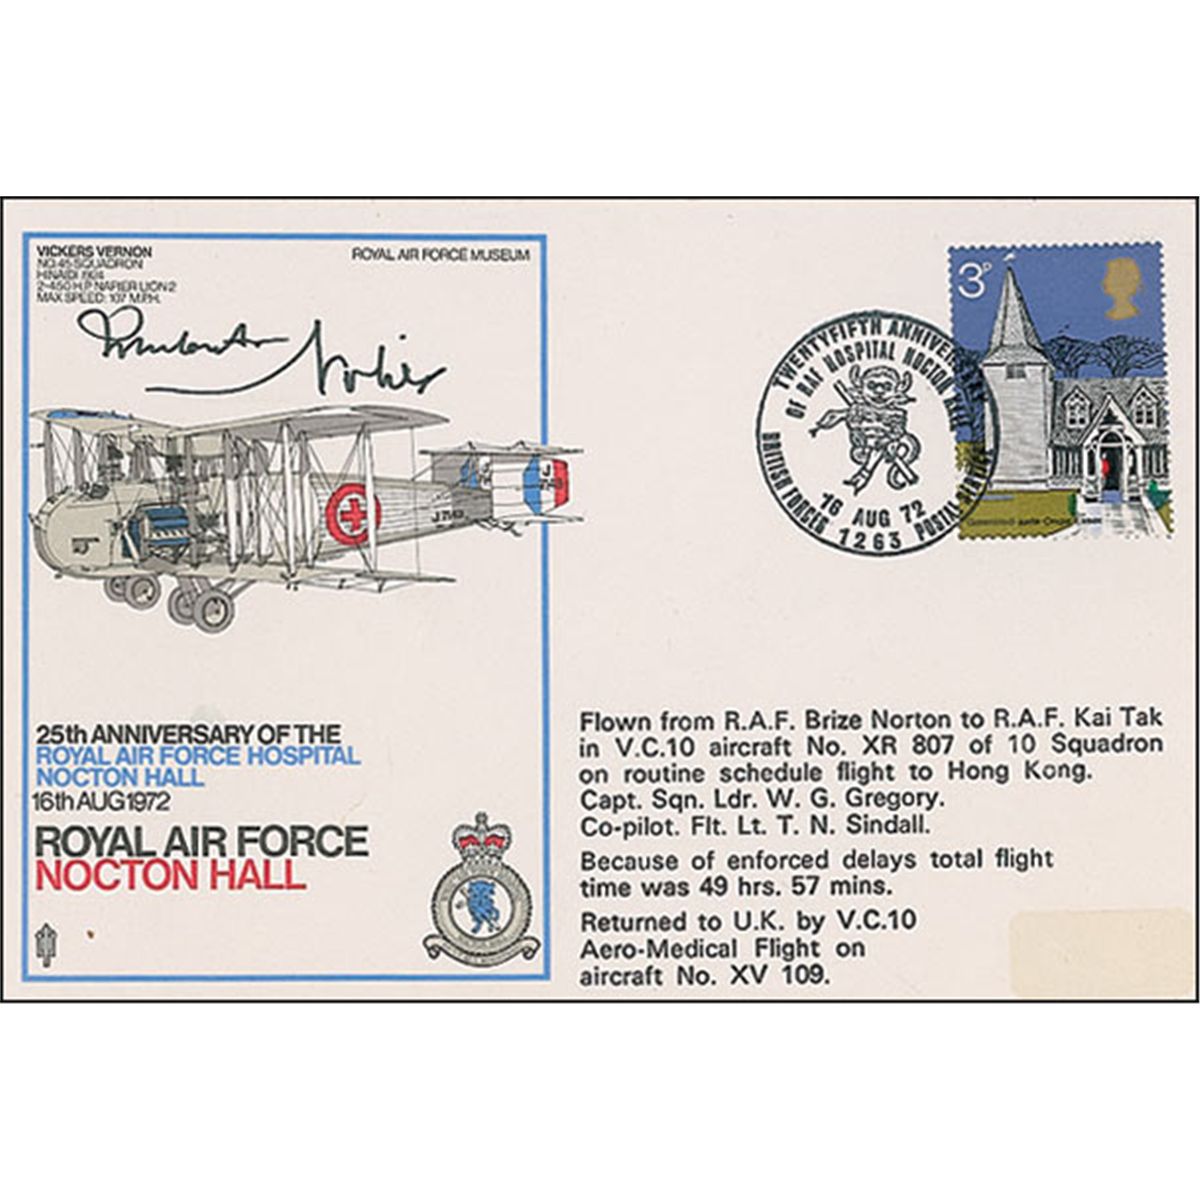 VICKERS VERNON
NO.45 SQUADRON
HINAIDI 1924
2-450 H.P. NAPIER LION 2
MAX SPEED: 107 M.P.H.
ROYAL AIR FORCE MUSEUM
J 7143
25th ANNIVERSARY OF THE
ROYAL AIR FORCE HOSPITAL
NOCTON HALL
16th AUG 1972
ROYAL AIR FORCE
NOCTON HALL
3P
TWENTYFIFTH ANNIVERSARY
OF RAF HOSPITAL NOCTON HALL
16 AUG 72
BRITISH FORCES 1263 POSTAL SERVICE
Flown from R.A.F. Brize Norton to R.A.F. Kai Tak
in V.C.10 aircraft No. XR 807 of 10 Squadron
on routine schedule flight to Hong Kong.
Capt. Sqn. Ldr. W. G. Gregory.
Co-pilot. Flt. Lt. T. N. Sindall.
Because of enforced delays total flight
time was 49 hrs. 57 mins.
Returned to U.K. by V.C.10
Aero-Medical Flight on
aircraft No. XV 109.